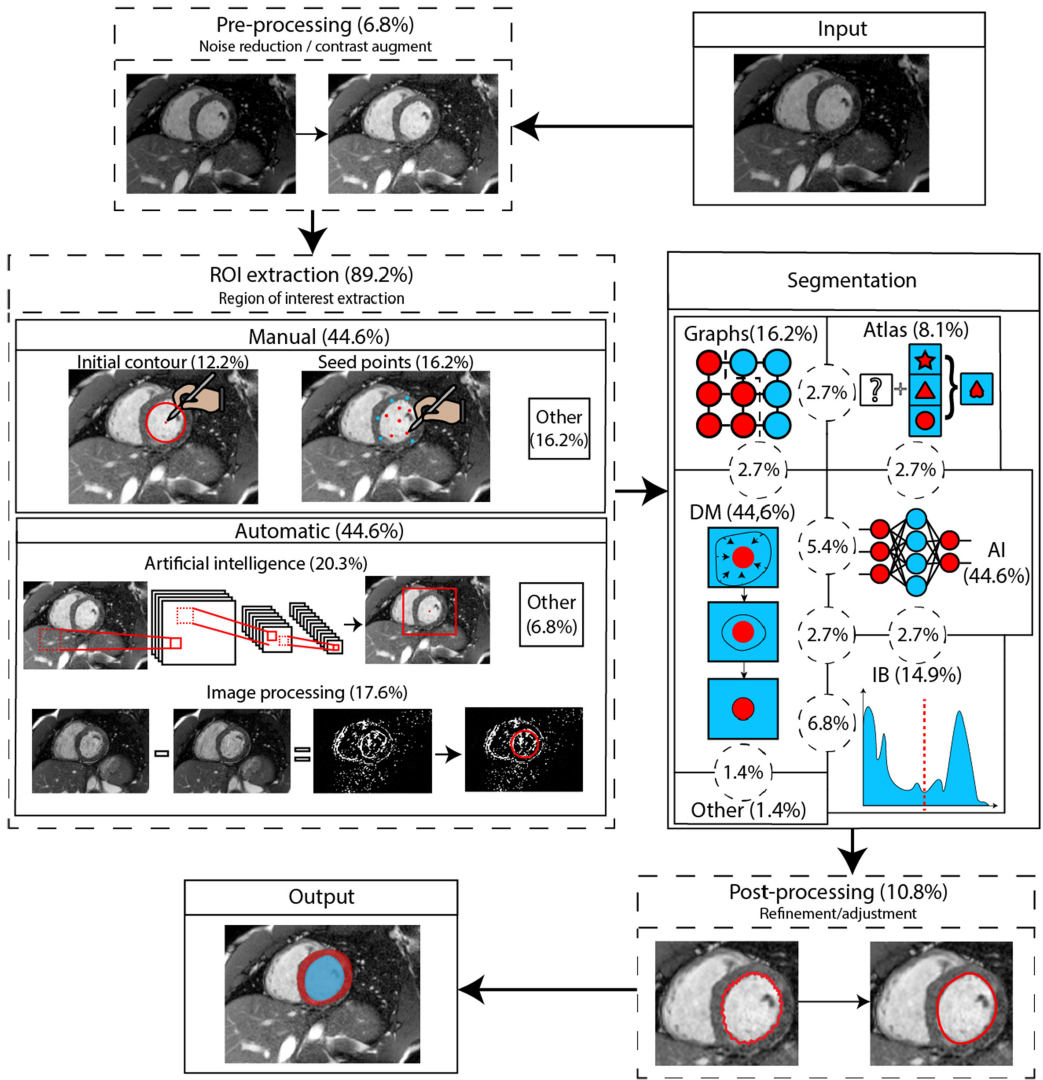 Pre-processing (6.8%)
Noise reduction / contrast augment
Input
ROI extraction (89.2%)
Region of interest extraction
Manual (44.6%)
Initial contour (12.2%)
Seed points (16.2%)
Other
(16.2%)
Automatic (44.6%)
Artificial intelligence (20.3%)
Other
(6.8%)
Image processing (17.6%)
Segmentation
Graphs(16.2%)
Atlas (8.1%)
2.7%
?
2.7%
2.7%
DM (44,6%)
5.4%
AI
(44.6%)
2.7%
2.7%
IB (14.9%)
6.8%
1.4%
Other (1.4%)
Post-processing (10.8%)
Refinement/adjustment
Output